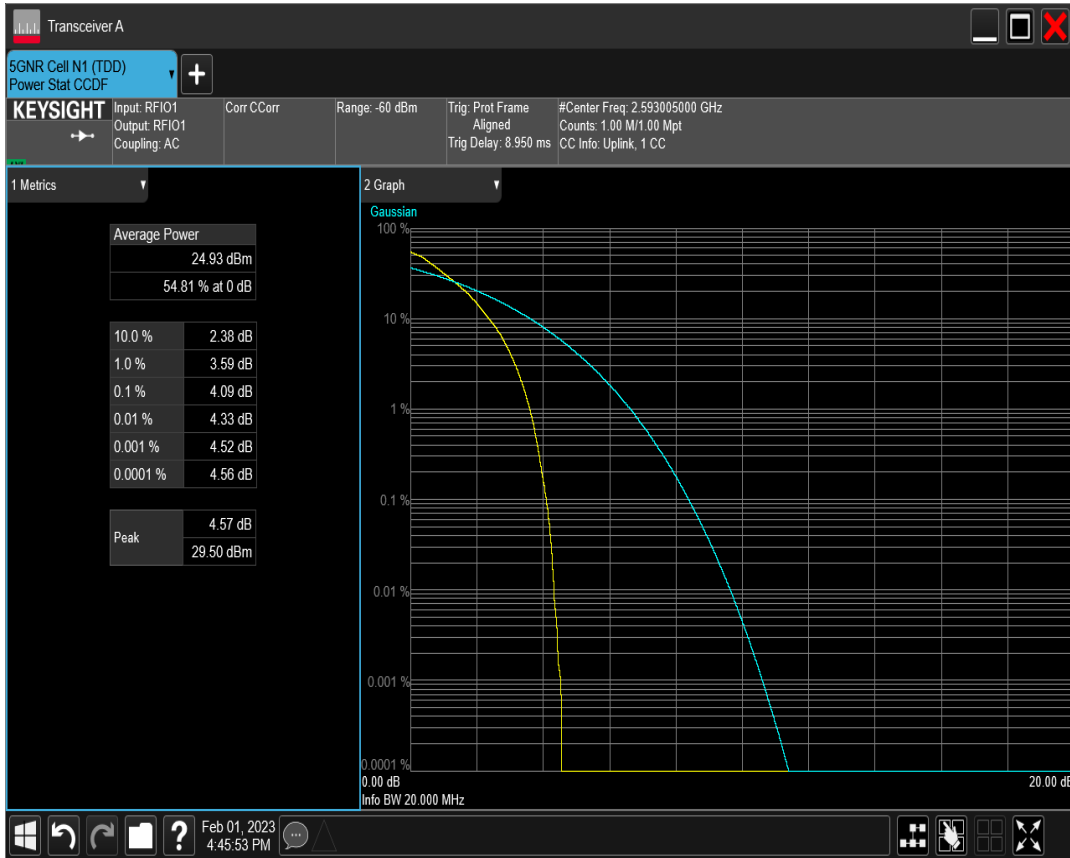 Transceiver A
5GNR Cell N1 (TDD)
Power Stat CCDF
KEYSIGHT
Input: RFIO1
Output: RFIO1
Coupling: AC
Corr CCorr
Range: -60 dBm
Trig: Prot Frame
Aligned
Trig Delay: 8.950 ms
#Center Freq: 2.593005000 GHz
Counts: 1.00 M/1.00 Mpt
CC Info: Uplink, 1 CC
1 Metrics
Average Power
24.93 dBm
54.81 % at 0 dB
10.0 % 2.38 dB
1.0 % 3.59 dB
0.1 % 4.09 dB
0.01 % 4.33 dB
0.001 % 4.52 dB
0.0001 % 4.56 dB
Peak
4.57 dB
29.50 dBm
2 Graph
Gaussian
100 %
10 %
1 %
0.1 %
0.01 %
0.001 %
0.0001 %
0.00 dB
20.00 dB
Info BW 20.000 MHz
Feb 01, 2023
4:45:53 PM